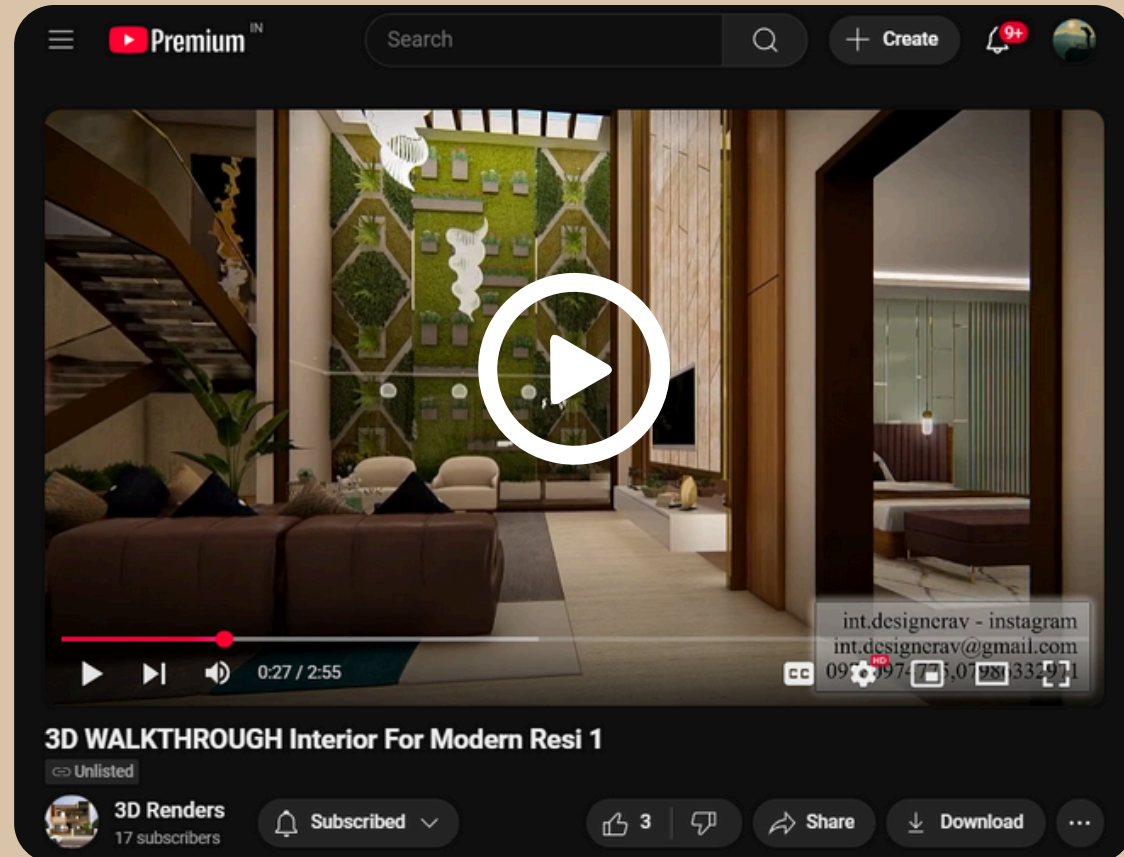 Premium IN
Search
Create
9+
int.designerav - instagram
int.designerav@gmail.com
HD
CC
0:27 / 2:55
3D WALKTHROUGH Interior For Modern Resi 1
Unlisted
3D Renders
17 subscribers
Subscribed
3
Share
Download